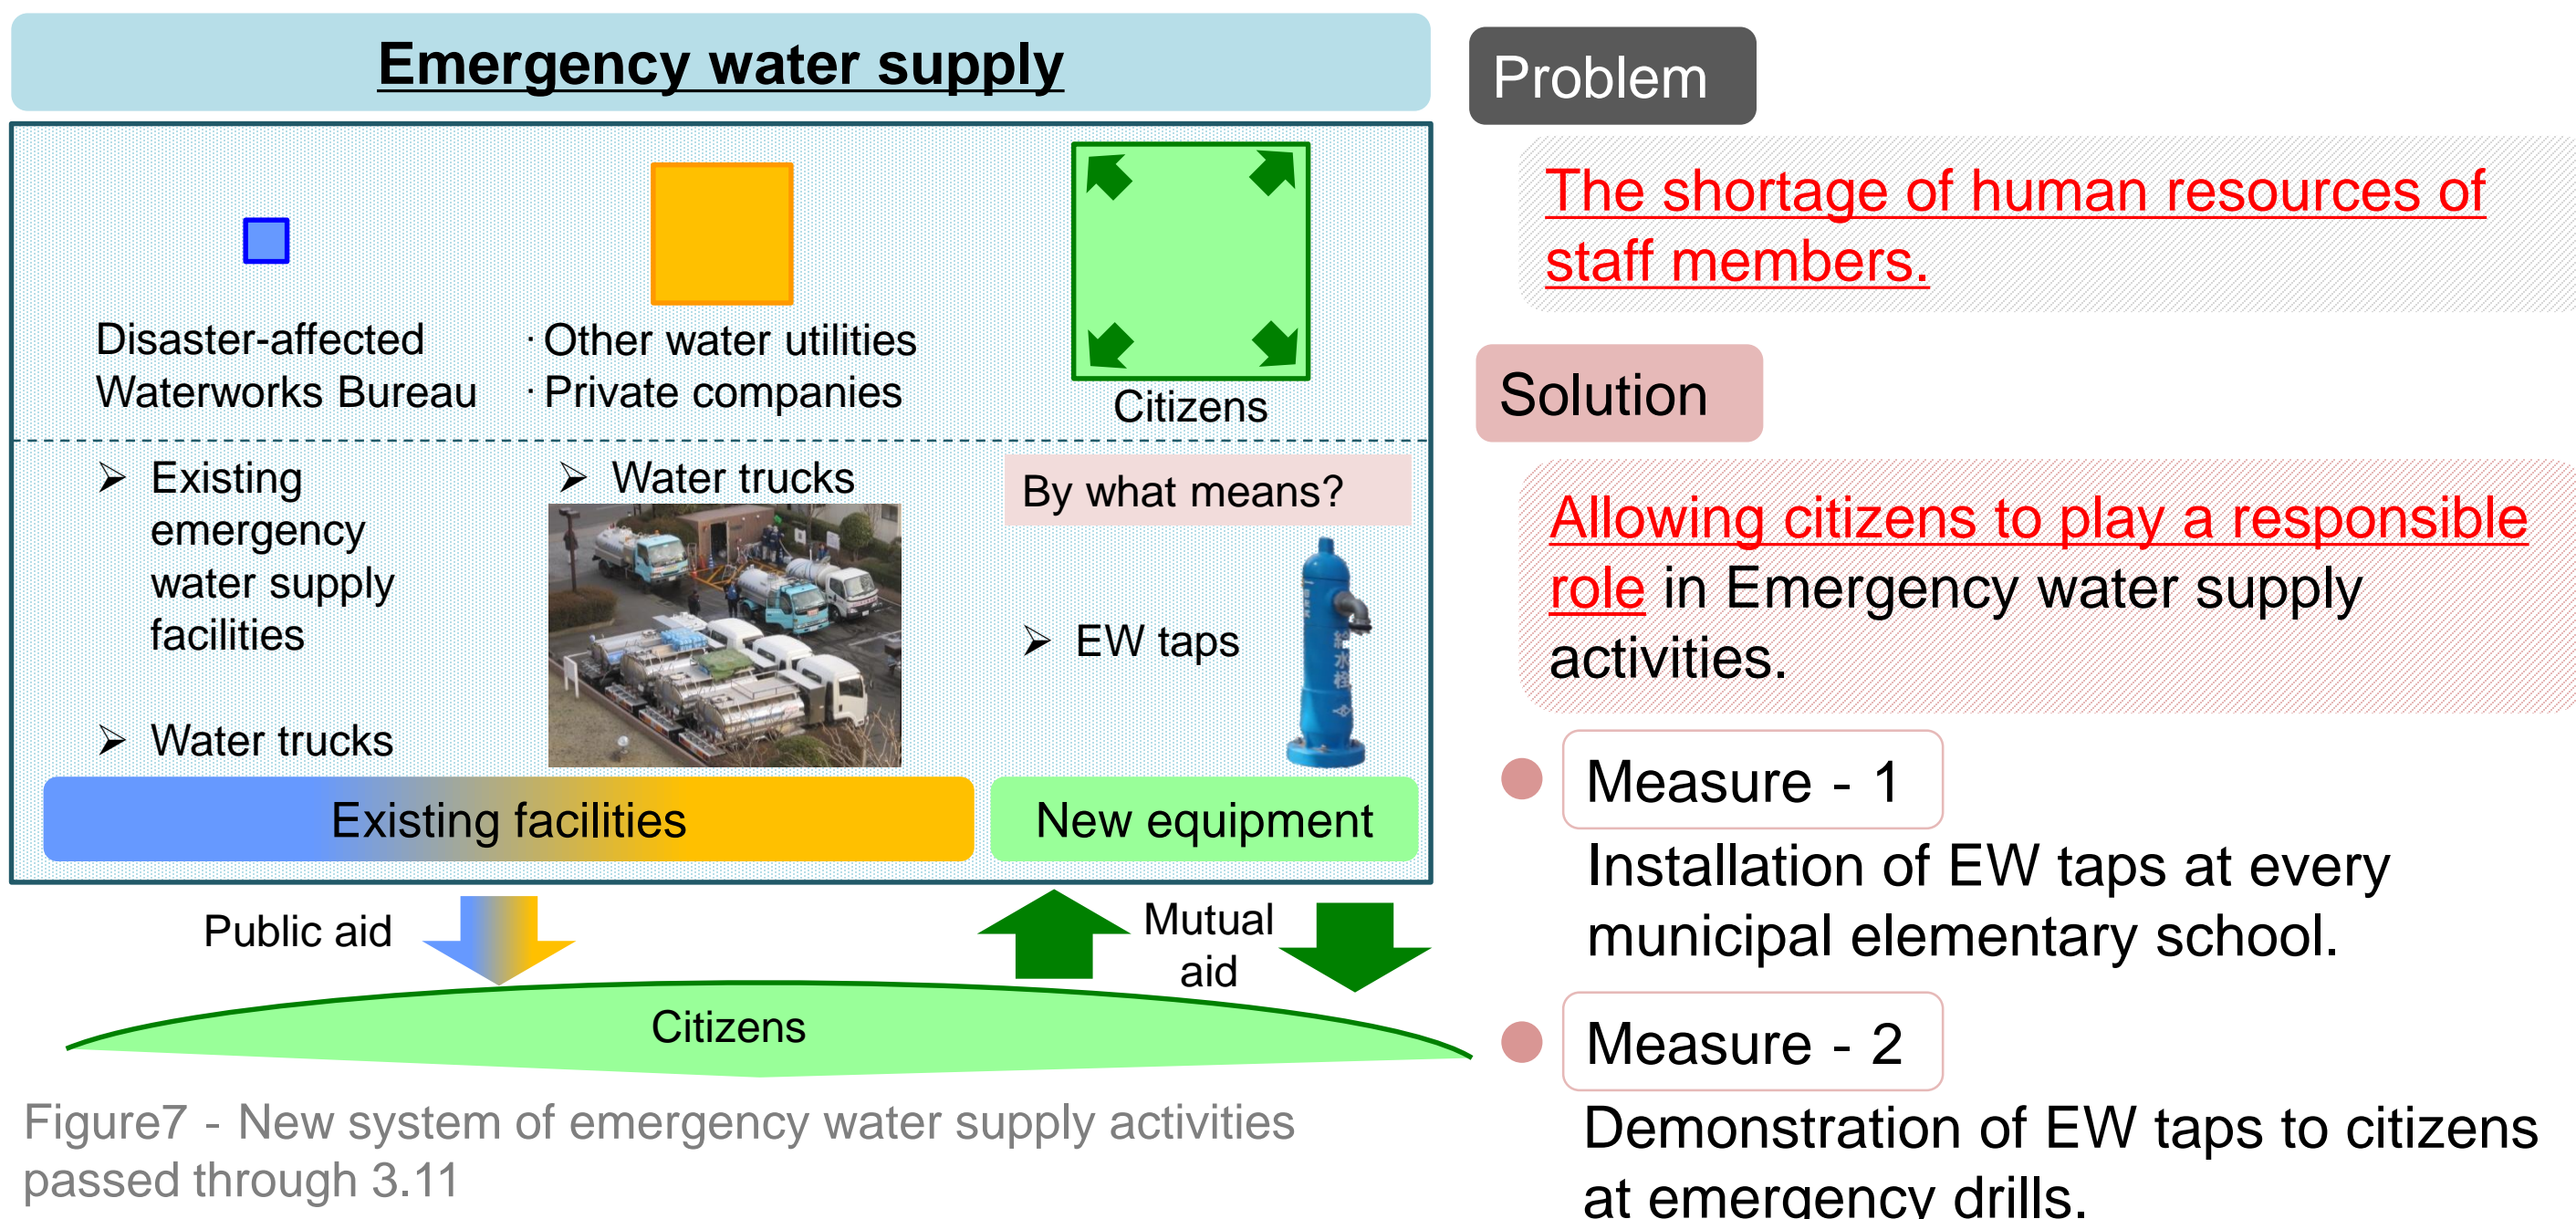 Emergency water supply
Disaster-affected
Waterworks Bureau
· Other water utilities
· Private companies
Citizens
➢ Existing
emergency
water supply
facilities
➢ Water trucks
➢ Water trucks
By what means?
➢ EW taps
給水栓
Existing facilities
New equipment
Public aid
Mutual
aid
Citizens
Figure7 - New system of emergency water supply activities
passed through 3.11
Problem
The shortage of human resources of
staff members.
Solution
Allowing citizens to play a responsible
role in Emergency water supply
activities.
Measure - 1
Installation of EW taps at every
municipal elementary school.
Measure - 2
Demonstration of EW taps to citizens
at emergency drills.